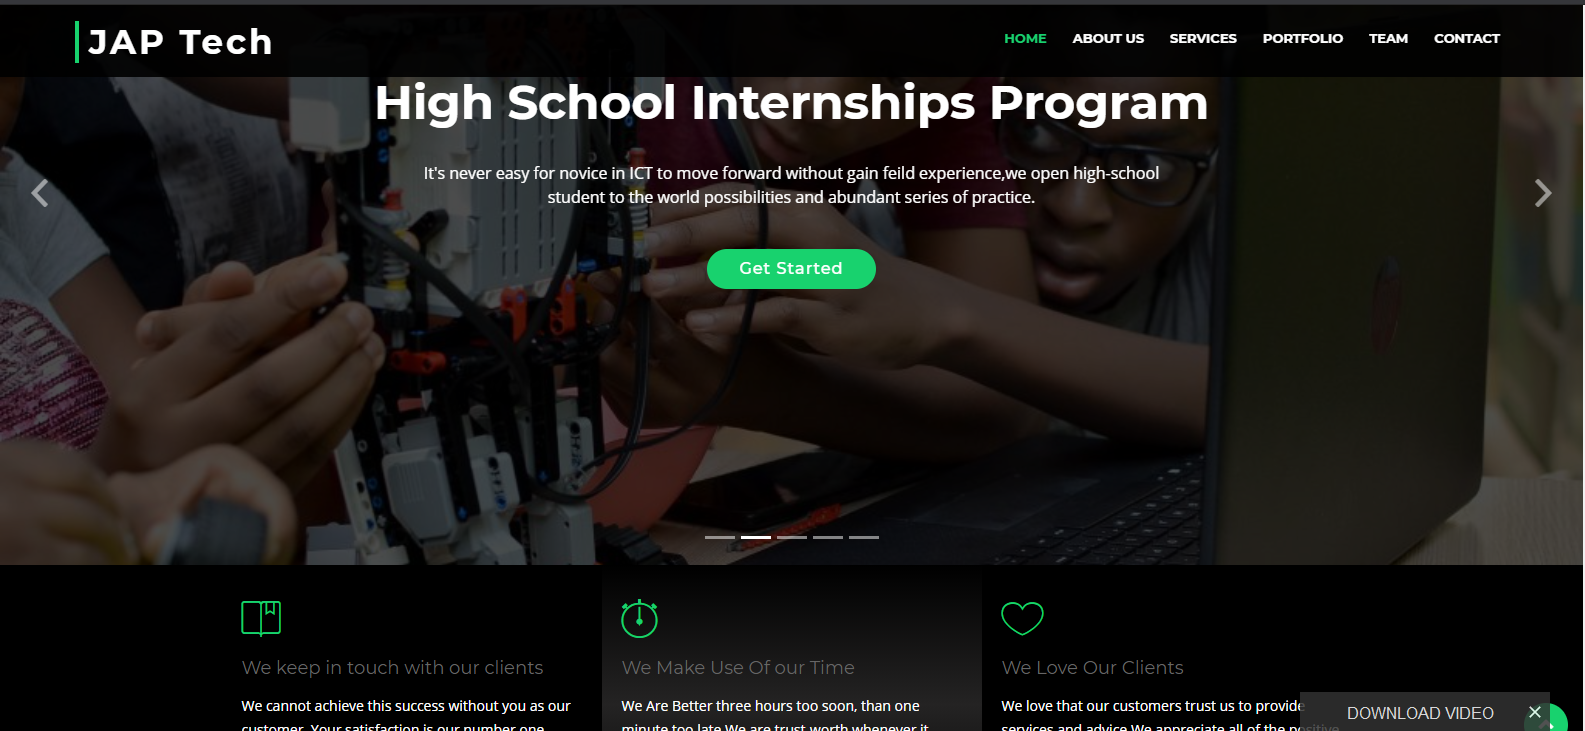 JAP Tech
HOME ABOUT US SERVICES PORTFOLIO TEAM CONTACT
High School Internships Program
It's never easy for novice in ICT to move forward without gain feild experience,we open high-school
student to the world possibilities and abundant series of practice.
Get Started
We keep in touch with our clients
We cannot achieve this success without you as our
customer. Your satisfaction is our number one
We Make Use Of our Time
We Are Better three hours too soon, than one
minute too late.We are trust worth whenever it
We Love Our Clients
We love that our customers trust us to provide
services and advice.We appreciate all of the positive
DOWNLOAD VIDEO